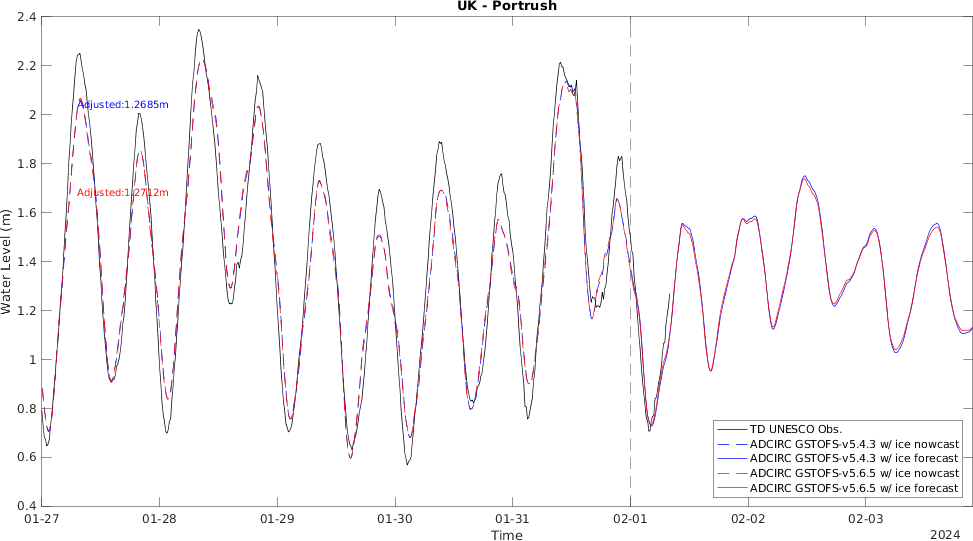 UK - Portrush
2.4
2.2
2
1.8
1.6
1.4
1.2
1
0.8
0.6
0.4
Water Level (m)
Adjusted:1.2685m
Adjusted:1.2712m
TD UNESCO Obs.
ADCIRC GSTOFS-v5.4.3 w/ ice nowcast
ADCIRC GSTOFS-v5.4.3 w/ ice forecast
ADCIRC GSTOFS-v5.6.5 w/ ice nowcast
ADCIRC GSTOFS-v5.6.5 w/ ice forecast
01-27 01-28 01-29 01-30 01-31 02-01 02-02 02-03
Time
2024